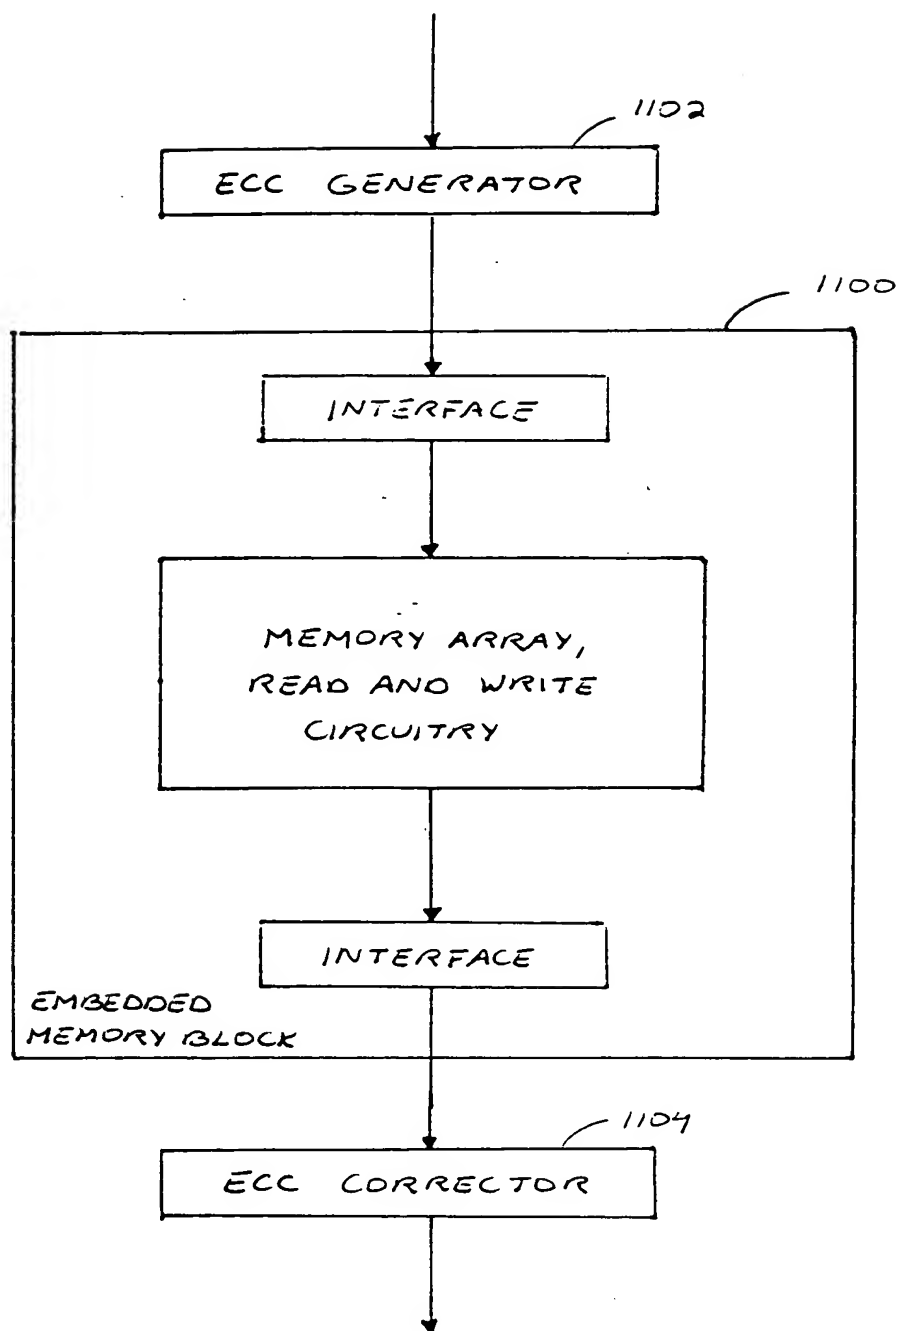 1102
ECC GENERATOR
1100
INTERFACE
MEMORY ARRAY,
READ AND WRITE
CIRCUITRY
INTERFACE
EMBEDDED
MEMORY BLOCK
1104
ECC CORRECTOR